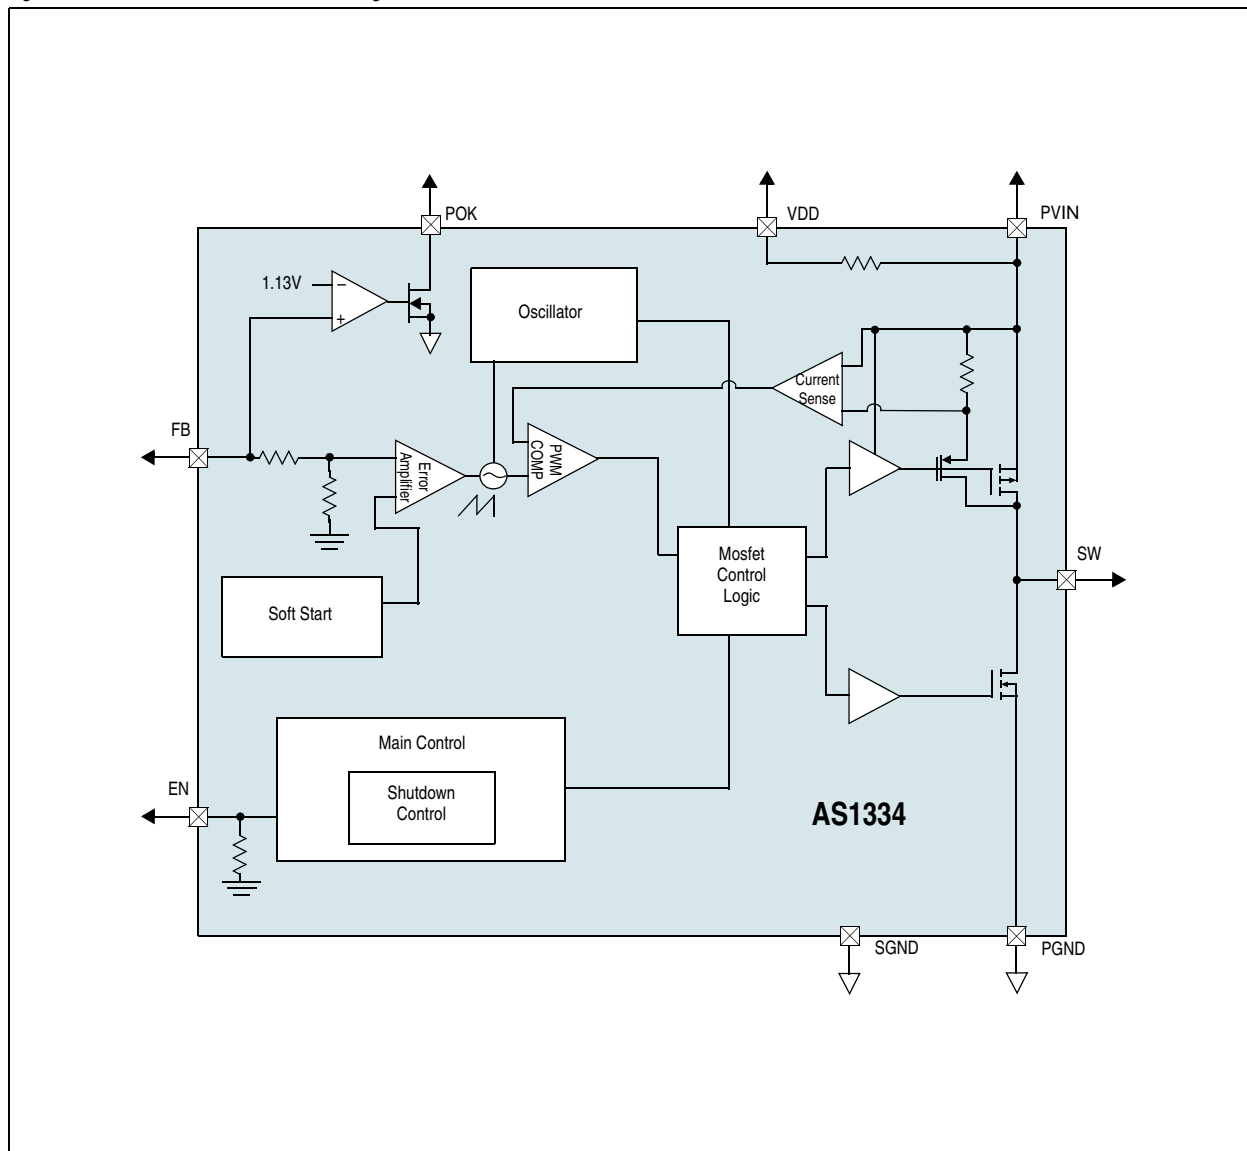 POK
VDD
PVIN
1.13V
−
+
Oscillator
Current
Sense
FB
Error
Amplifier
PWM
COMP
Mosfet
Control
Logic
SW
Soft Start
Main Control
Shutdown
Control
EN
AS1334
SGND
PGND